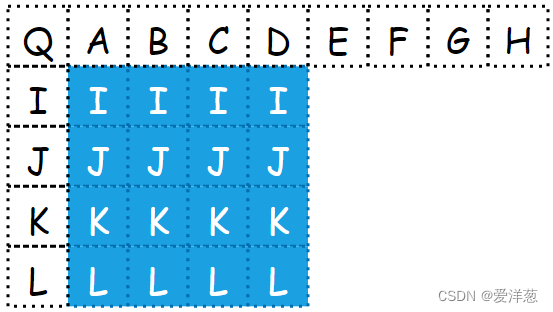 Q A B C D E F G H
I I I I I
J J J J J
K K K K K
L L L L L
CSDN @爱洋葱